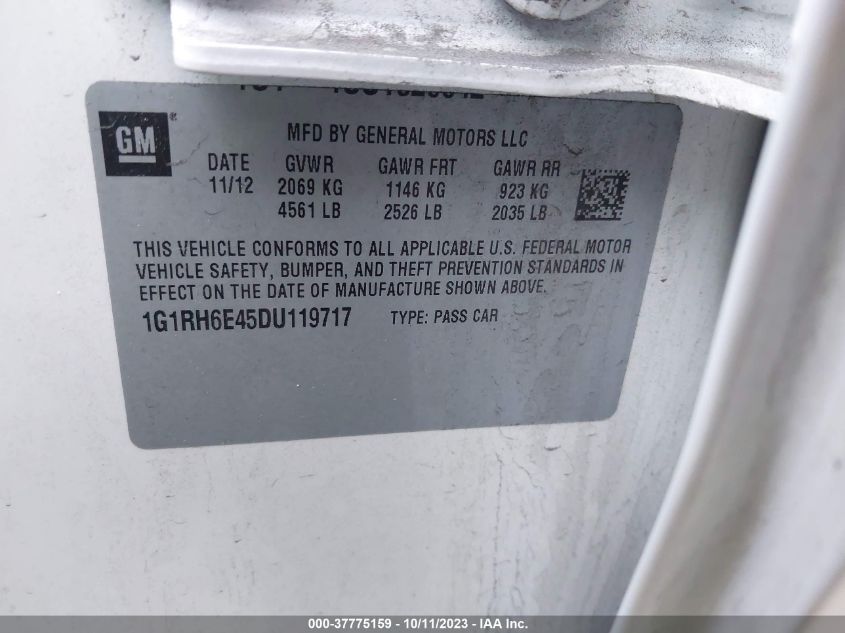 GM
MFD BY GENERAL MOTORS LLC
DATE GVWR GAWR FRT GAWR RR
11/12 2069 KG 1146 KG 923 KG
4561 LB 2526 LB 2035 LB
THIS VEHICLE CONFORMS TO ALL APPLICABLE U.S. FEDERAL MOTOR
VEHICLE SAFETY, BUMPER, AND THEFT PREVENTION STANDARDS IN
EFFECT ON THE DATE OF MANUFACTURE SHOWN ABOVE.
1G1RH6E45DU119717 TYPE: PASS CAR
000-37775159 - 10/11/2023 - IAA Inc.